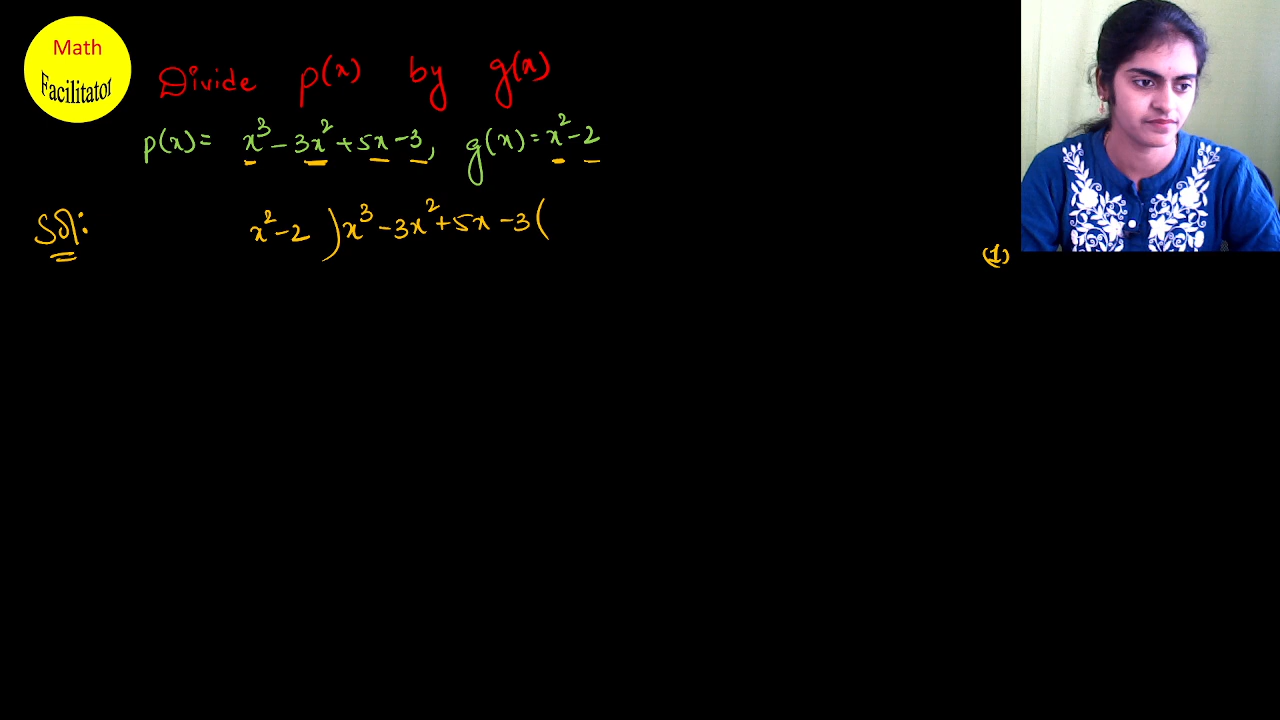 Math
Facilitator
Divide p(x) by g(x)
p(x) = x³ - 3x² + 5x - 3, g(x) = x² - 2
Sol:
x² - 2 ) x³ - 3x² + 5x - 3 (
(1)